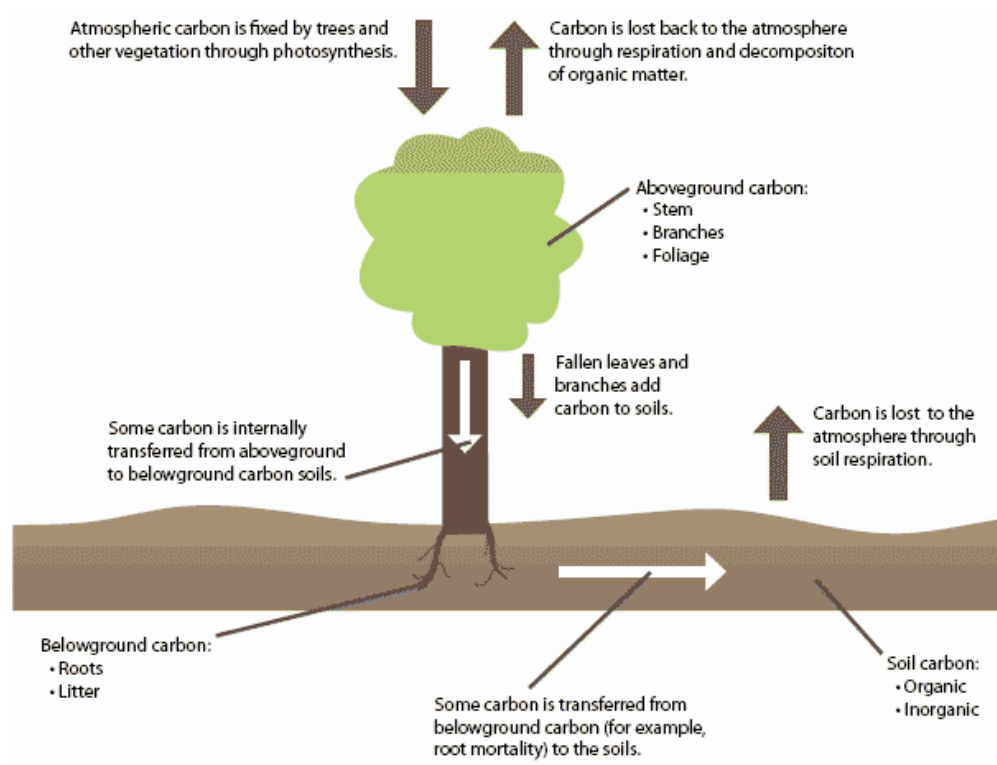 Atmospheric carbon is fixed by trees and
other vegetation through photosynthesis.
Carbon is lost back to the atmosphere
through respiration and decompositon
of organic matter.
Aboveground carbon:
• Stem
• Branches
• Foliage
Fallen leaves and
branches add
carbon to soils.
Some carbon is internally
transferred from aboveground
to belowground carbon soils.
Carbon is lost to the
atmosphere through
soil respiration.
Belowground carbon:
• Roots
• Litter
Some carbon is transferred from
belowground carbon (for example,
root mortality) to the soils.
Soil carbon:
• Organic
• Inorganic